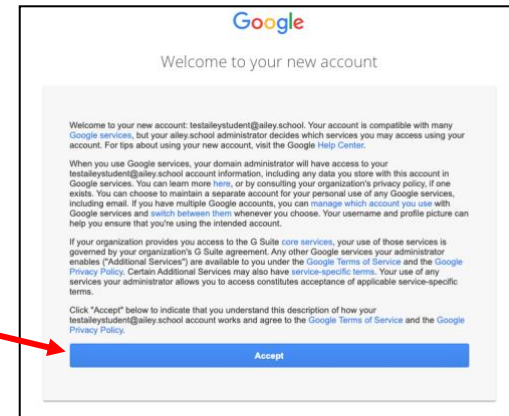 Google
Welcome to your new account
Welcome to your new account: testaileystudent@ailey.school. Your account is compatible with many
Google services, but your ailey.school administrator decides which services you may access using your
account. For tips about using your new account, visit the Google Help Center.
When you use Google services, your domain administrator will have access to your
testaileystudent@ailey.school account information, including any data you store with this account in
Google services. You can learn more here, or by consulting your organization's privacy policy, if one
exists. You can choose to maintain a separate account for your personal use of any Google services,
including email. If you have multiple Google accounts, you can manage which account you use with
Google services and switch between them whenever you choose. Your username and profile picture can
help you ensure that you're using the intended account.
If your organization provides you access to the G Suite core services, your use of those services is
governed by your organization's G Suite agreement. Any other Google services your administrator
enables ("Additional Services") are available to you under the Google Terms of Service and the Google
Privacy Policy. Certain Additional Services may also have service-specific terms. Your use of any
services your administrator allows you to access constitutes acceptance of applicable service-specific
terms.
Click "Accept" below to indicate that you understand this description of how your
testaileystudent@ailey.school account works and agree to the Google Terms of Service and the Google
Privacy Policy.
Accept